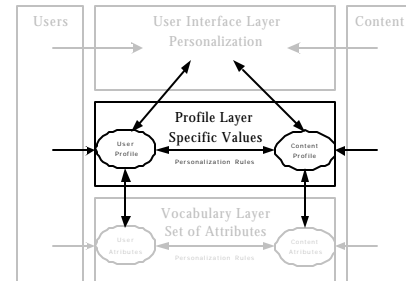 Users
User Interface Layer
Personalization
Content
Profile Layer
Specific Values
User
Profile
Content
Profile
Personalization Rules
Vocabulary Layer
Set of Attributes
User
Attributes
Content
Attributes
Personalization Rules